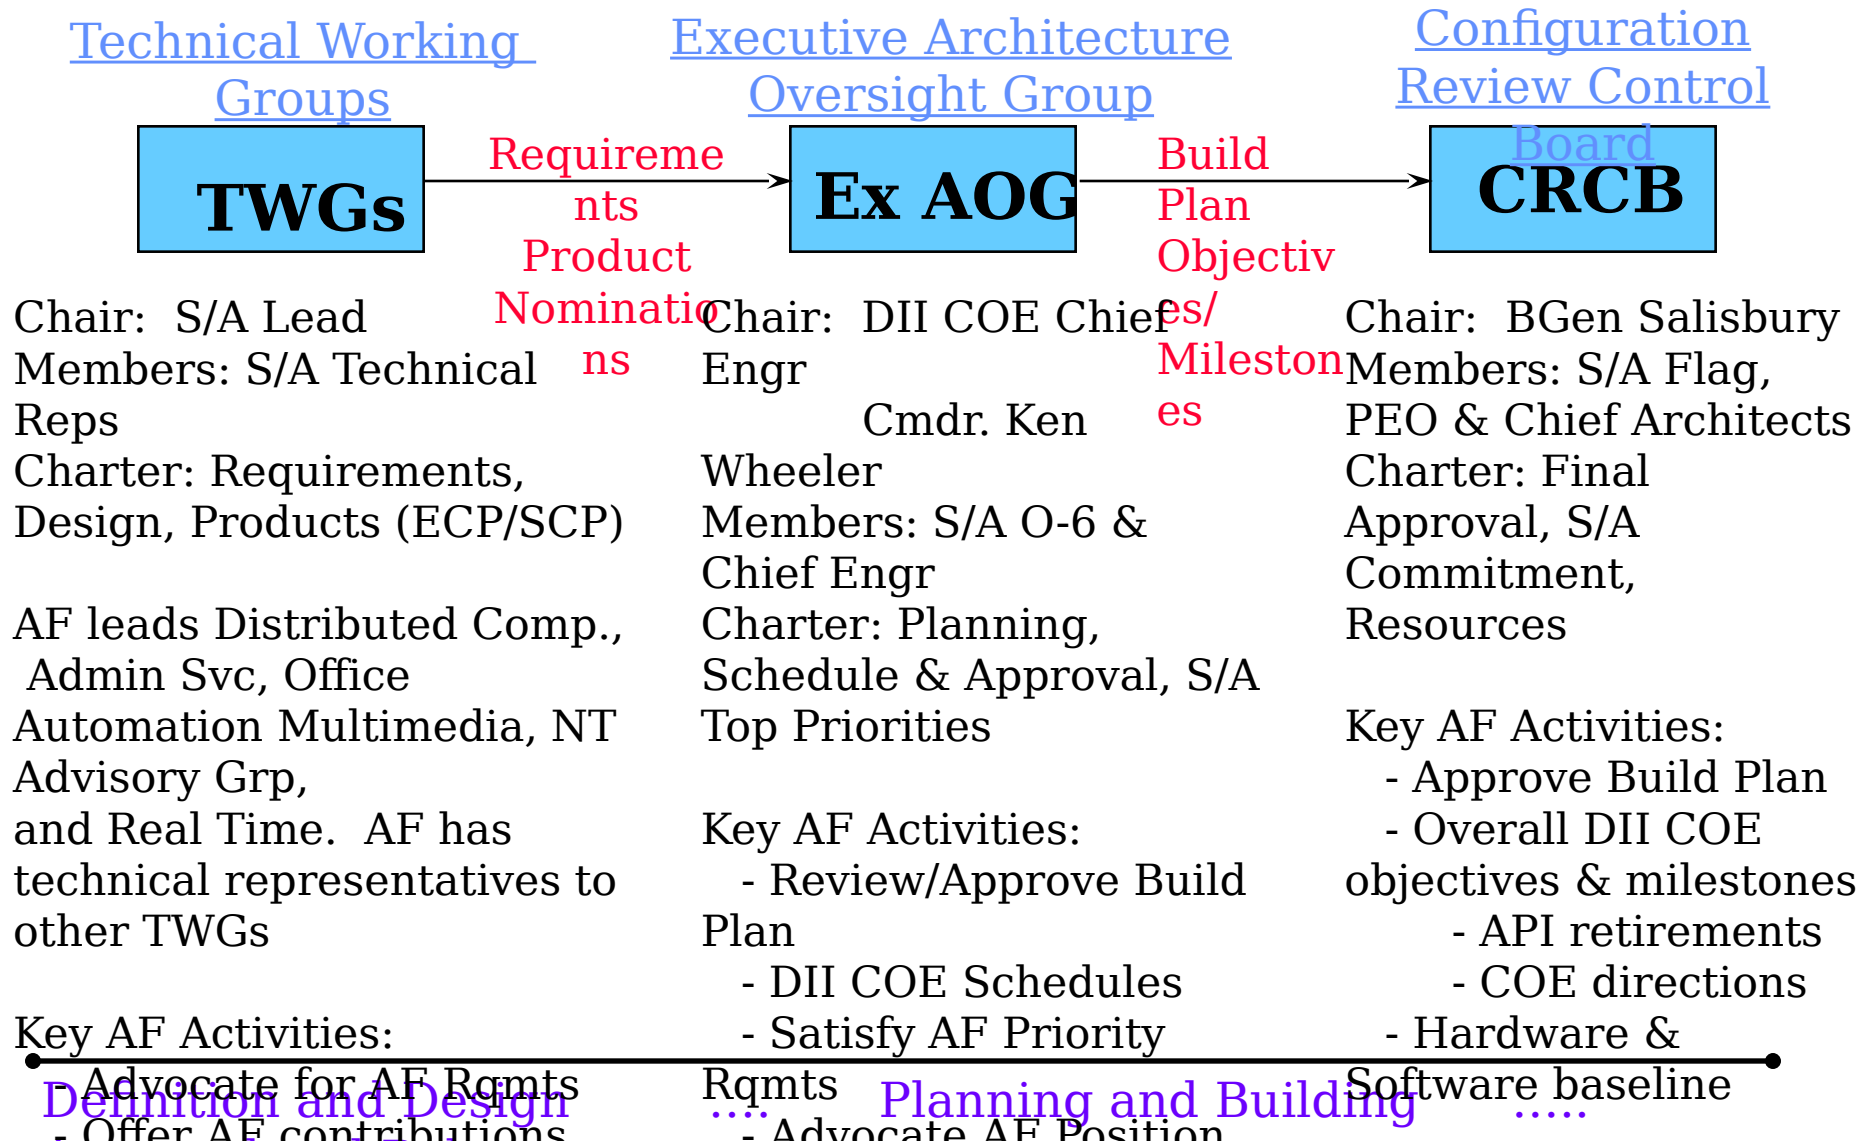 Technical Working
Groups
TWGs
Requireme
nts
Product
Nominatio
ns
Executive Architecture
Oversight Group
Ex AOG
Build
Plan
Objectiv
es/
Mileston
es
Configuration
Review Control
Board
CRCB
Chair:  S/A Lead
Members: S/A Technical
Reps
Charter: Requirements,
Design, Products (ECP/SCP)
AF leads Distributed Comp.,
Admin Svc, Office
Automation Multimedia, NT
Advisory Grp,
and Real Time.  AF has
technical representatives to
other TWGs
Key AF Activities:
- Advocate for AF Rqmts
- Offer AF contributions
Chair:  DII COE Chief
Engr
Cmdr. Ken
Wheeler
Members: S/A O-6 &
Chief Engr
Charter: Planning,
Schedule & Approval, S/A
Top Priorities
Key AF Activities:
- Review/Approve Build
Plan
- DII COE Schedules
- Satisfy AF Priority
Rqmts
- Advocate AF Position
Chair:  BGen Salisbury
Members: S/A Flag,
PEO & Chief Architects
Charter: Final
Approval, S/A
Commitment,
Resources
Key AF Activities:
- Approve Build Plan
- Overall DII COE
objectives & milestones
- API retirements
- COE directions
- Hardware &
Software baseline
Definition and Design .... Planning and Building .....